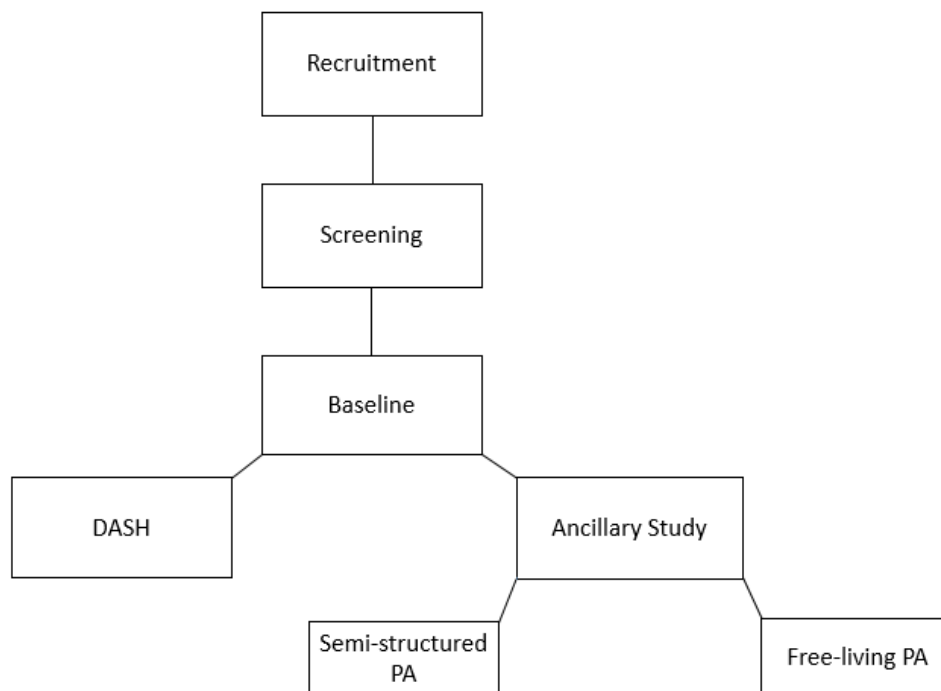 Recruitment
Screening
Baseline
DASH
Ancillary Study
Semi-structured
PA
Free-living PA